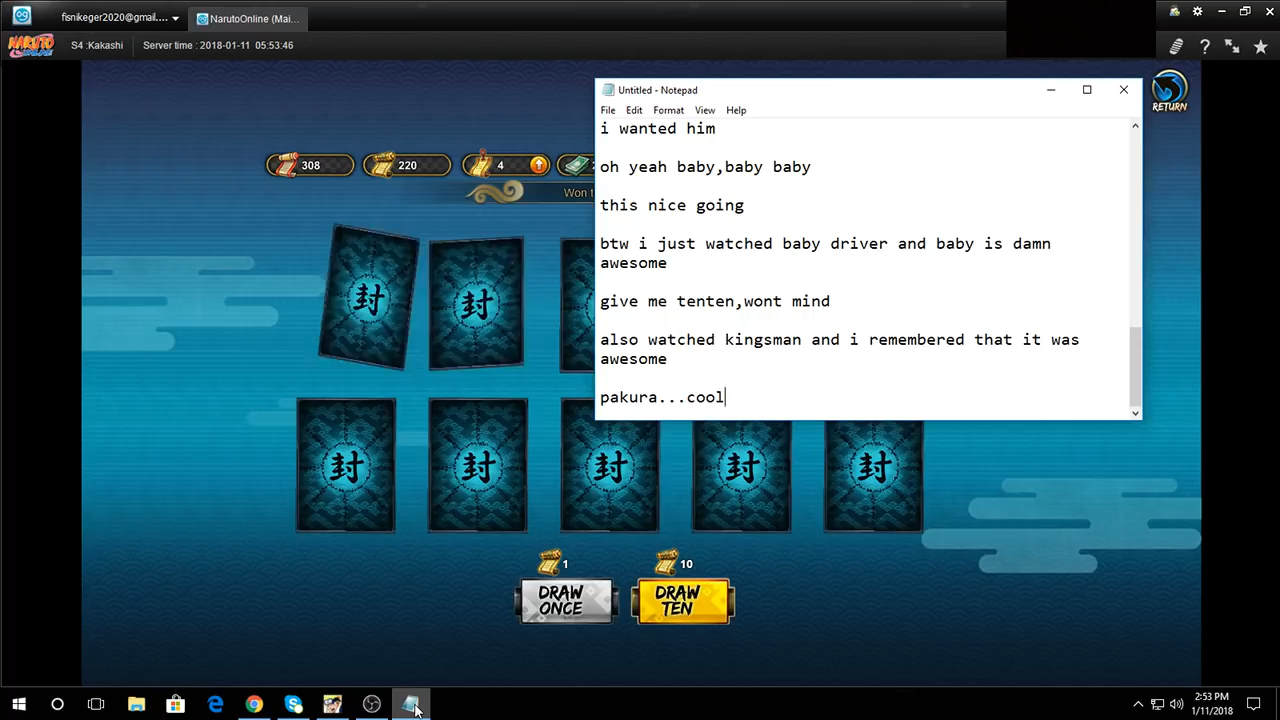 fisnikeger2020@gmail....
NarutoOnline (Mai...
NARUTO
S4 :Kakashi
Server time : 2018-01-11 05:53:46
RETURN
Untitled - Notepad
File Edit Format View Help
308
220
4
Won t
i wanted him
oh yeah baby,baby baby
this nice going
btw i just watched baby driver and baby is damn
awesome
give me tenten,wont mind
also watched kingsman and i remembered that it was
awesome
pakura...cool
封 封
封 封 封 封 封
1
10
DRAW
ONCE
DRAW
TEN
2:53 PM
1/11/2018